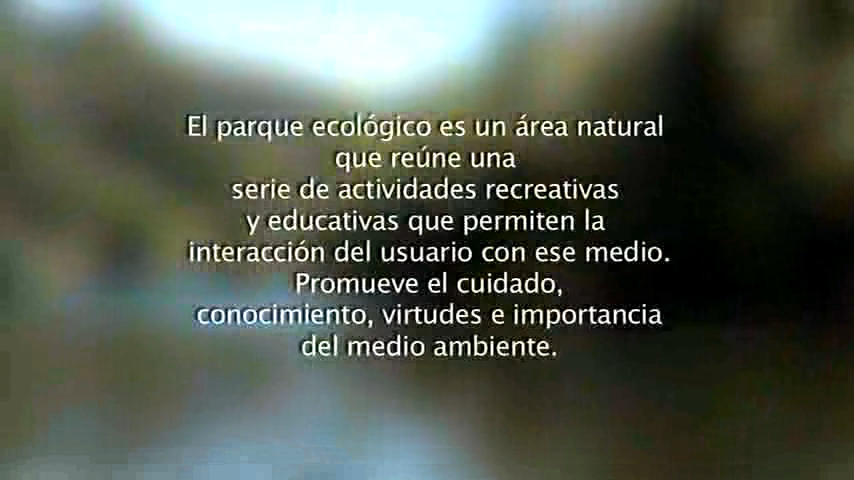 El parque ecológico es un área natural
que reúne una
serie de actividades recreativas
y educativas que permiten la
interacción del usuario con ese medio.
Promueve el cuidado,
conocimiento, virtudes e importancia
del medio ambiente.